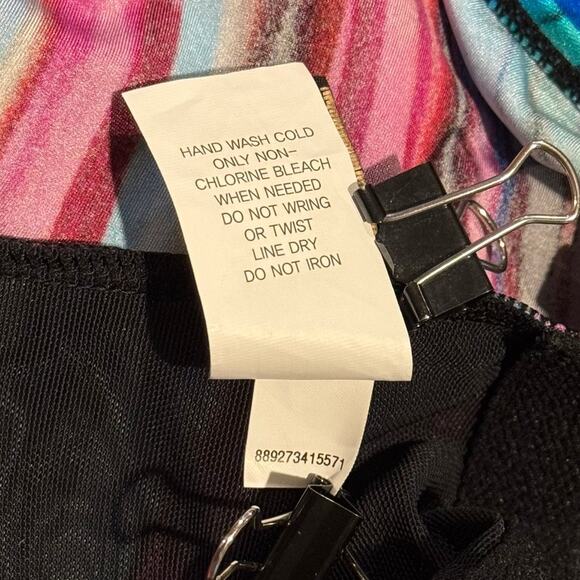 HAND WASH COLD
ONLY NON-
CHLORINE BLEACH
WHEN NEEDED
DO NOT WRING
OR TWIST
LINE DRY
DO NOT IRON
889273415571